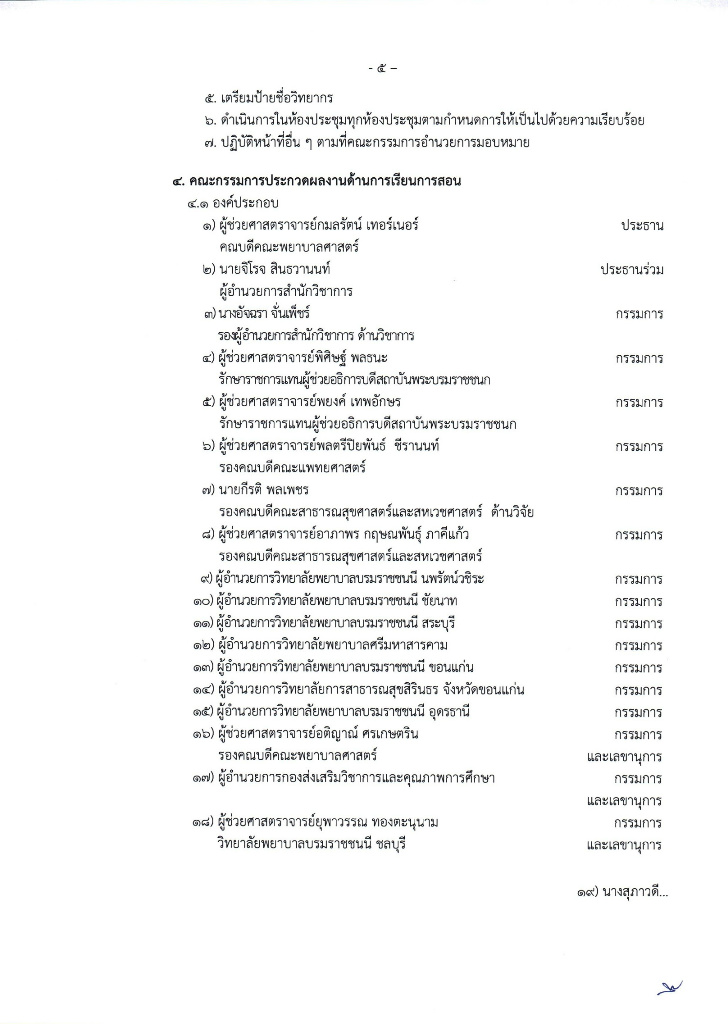 - ๕ -
๕. เตรียมป้ายชื่อวิทยากร
๖. ดำเนินการในห้องประชุมทุกห้องประชุมตามกำหนดการให้เป็นไปด้วยความเรียบร้อย
๗. ปฏิบัติหน้าที่อื่น ๆ ตามที่คณะกรรมการอำนวยการมอบหมาย
๔. คณะกรรมการประกวดผลงานด้านการเรียนการสอน
๔.๑ องค์ประกอบ
๑) ผู้ช่วยศาสตราจารย์กมลรัตน์ เทอร์เนอร์ ประธาน
คณบดีคณะพยาบาลศาสตร์
๒) นายจิโรจ สินธวานนท์ ประธานร่วม
ผู้อำนวยการสำนักวิชาการ
๓) นางอัจฉรา จั่นเพ็ชร์ กรรมการ
รองผู้อำนวยการสำนักวิชาการ ด้านวิชาการ
๔) ผู้ช่วยศาสตราจารย์พิศิษฐ์ พลธนะ กรรมการ
รักษาราชการแทนผู้ช่วยอธิการบดีสถาบันพระบรมราชชนก
๕) ผู้ช่วยศาสตราจารย์พยงค์ เทพอักษร กรรมการ
รักษาราชการแทนผู้ช่วยอธิการบดีสถาบันพระบรมราชชนก
๖) ผู้ช่วยศาสตราจารย์พลตรีปิยพันธ์ ชีรานนท์ กรรมการ
รองคณบดีคณะแพทยศาสตร์
๗) นายกีรติ พลเพชร กรรมการ
รองคณบดีคณะสาธารณสุขศาสตร์และสหเวชศาสตร์ ด้านวิจัย
๘) ผู้ช่วยศาสตราจารย์อาภาพร กฤษณพันธุ์ ภาคีแก้ว กรรมการ
รองคณบดีคณะสาธารณสุขศาสตร์และสหเวชศาสตร์
๙) ผู้อำนวยการวิทยาลัยพยาบาลบรมราชชนนี นพรัตน์วชิระ กรรมการ
๑๐) ผู้อำนวยการวิทยาลัยพยาบาลบรมราชชนนี ชัยนาท กรรมการ
๑๑) ผู้อำนวยการวิทยาลัยพยาบาลบรมราชชนนี สระบุรี กรรมการ
๑๒) ผู้อำนวยการวิทยาลัยพยาบาลศรีมหาสารคาม กรรมการ
๑๓) ผู้อำนวยการวิทยาลัยพยาบาลบรมราชชนนี ขอนแก่น กรรมการ
๑๔) ผู้อำนวยการวิทยาลัยการสาธารณสุขสิรินธร จังหวัดขอนแก่น กรรมการ
๑๕) ผู้อำนวยการวิทยาลัยพยาบาลบรมราชชนนี อุดรธานี กรรมการ
๑๖) ผู้ช่วยศาสตราจารย์อติญาณ์ ศรเกษตริน กรรมการ
รองคณบดีคณะพยาบาลศาสตร์ และเลขานุการ
๑๗) ผู้อำนวยการกองส่งเสริมวิชาการและคุณภาพการศึกษา กรรมการ
และเลขานุการ
๑๘) ผู้ช่วยศาสตราจารย์ยุพาวรรณ ทองตะนุนาม กรรมการ
วิทยาลัยพยาบาลบรมราชชนนี ชลบุรี และเลขานุการ
๑๙) นางสุภาวดี...